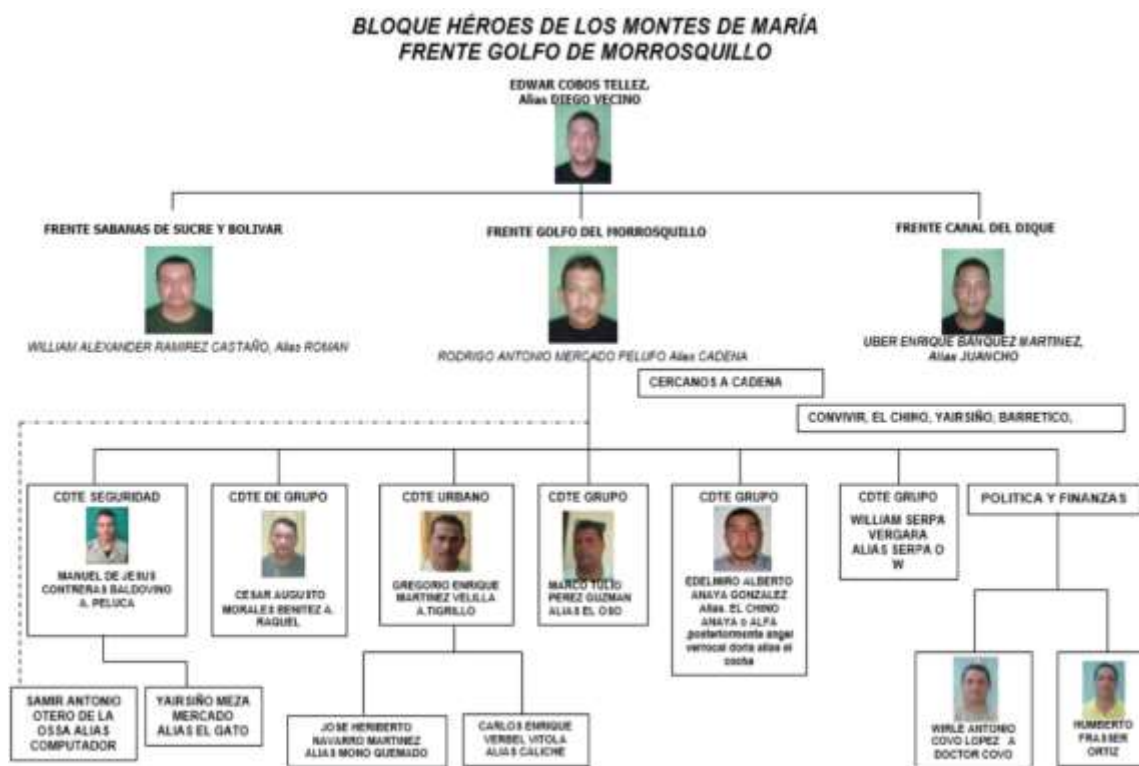 BLOQUE HÉROES DE LOS MONTES DE MARÍA
FRENTE GOLFO DE MORROSQUILLO
EDWAR COBOS TELLEZ,
Alias DIEGO VECINO
FRENTE SABANAS DE SUCRE Y BOLIVAR
FRENTE GOLFO DEL MORROSQUILLO
FRENTE CANAL DEL DIQUE
WILLIAM ALEXANDER RAMIREZ CASTAÑO, Alias ROMAN
RODRIGO ANTONIO MERCADO PELUFO Alias CADENA
UBER ENRIQUE BANQUEZ MARTINEZ,
Alias JUANCHO
CERCANOS A CADENA
CONVIVIR, EL CHINO, YAIRSIÑO, BARRETICO,
CDTE SEGURIDAD
MANUEL DE JESUS
CONTRERAS BALDOVINO
A. PELUCA
CDTE DE GRUPO
CESAR AUGUSTO
MORALES BENITEZ A.
RAQUEL
CDTE URBANO
GREGORIO ENRIQUE
MARTINEZ VELILLA
A.TIGRILLO
CDTE GRUPO
MARCO TULIO
PEREZ GUZMAN
ALIAS EL OSO
CDTE GRUPO
EDELMIRO ALBERTO
ANAYA GONZALEZ
Alias. EL CHINO
ANAYA o ALFA
,posteriormente angel
verrocal doria alias el
cocha
CDTE GRUPO
WILLIAM SERPA
VERGARA
ALIAS SERPA O
W
POLITICA Y FINANZAS
SAMIR ANTONIO
OTERO DE LA
OSSA ALIAS
COMPUTADOR
YAIRSIÑO MEZA
MERCADO
ALIAS EL GATO
JOSE HERIBERTO
NAVARRO MARTINEZ
ALIAS MONO QUEMADO
CARLOS ENRIQUE
VERBEL VITOLA
ALIAS CALICHE
WIRLE ANTONIO
COVO LOPEZ A
DOCTOR COVO
HUMBERTO
FRASSER
ORTIZ